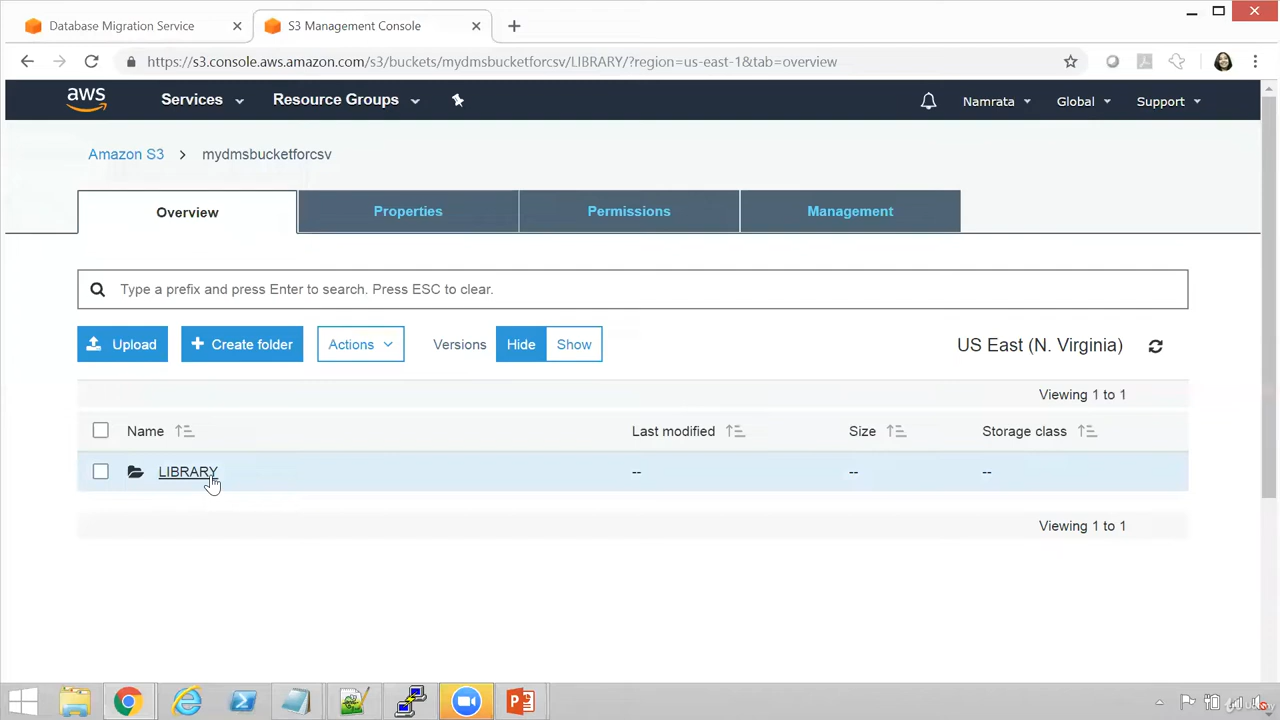 Database Migration Service
S3 Management Console
https://s3.console.aws.amazon.com/s3/buckets/mydmsbucketforcsv/LIBRARY/?region=us-east-1&tab=overview
aws Services Resource Groups Namrata Global Support
Amazon S3 > mydmsbucketforcsv
Overview Properties Permissions Management
Type a prefix and press Enter to search. Press ESC to clear.
Upload + Create folder Actions Versions Hide Show US East (N. Virginia)
Viewing 1 to 1
Name Last modified Size Storage class
LIBRARY -- -- --
Viewing 1 to 1